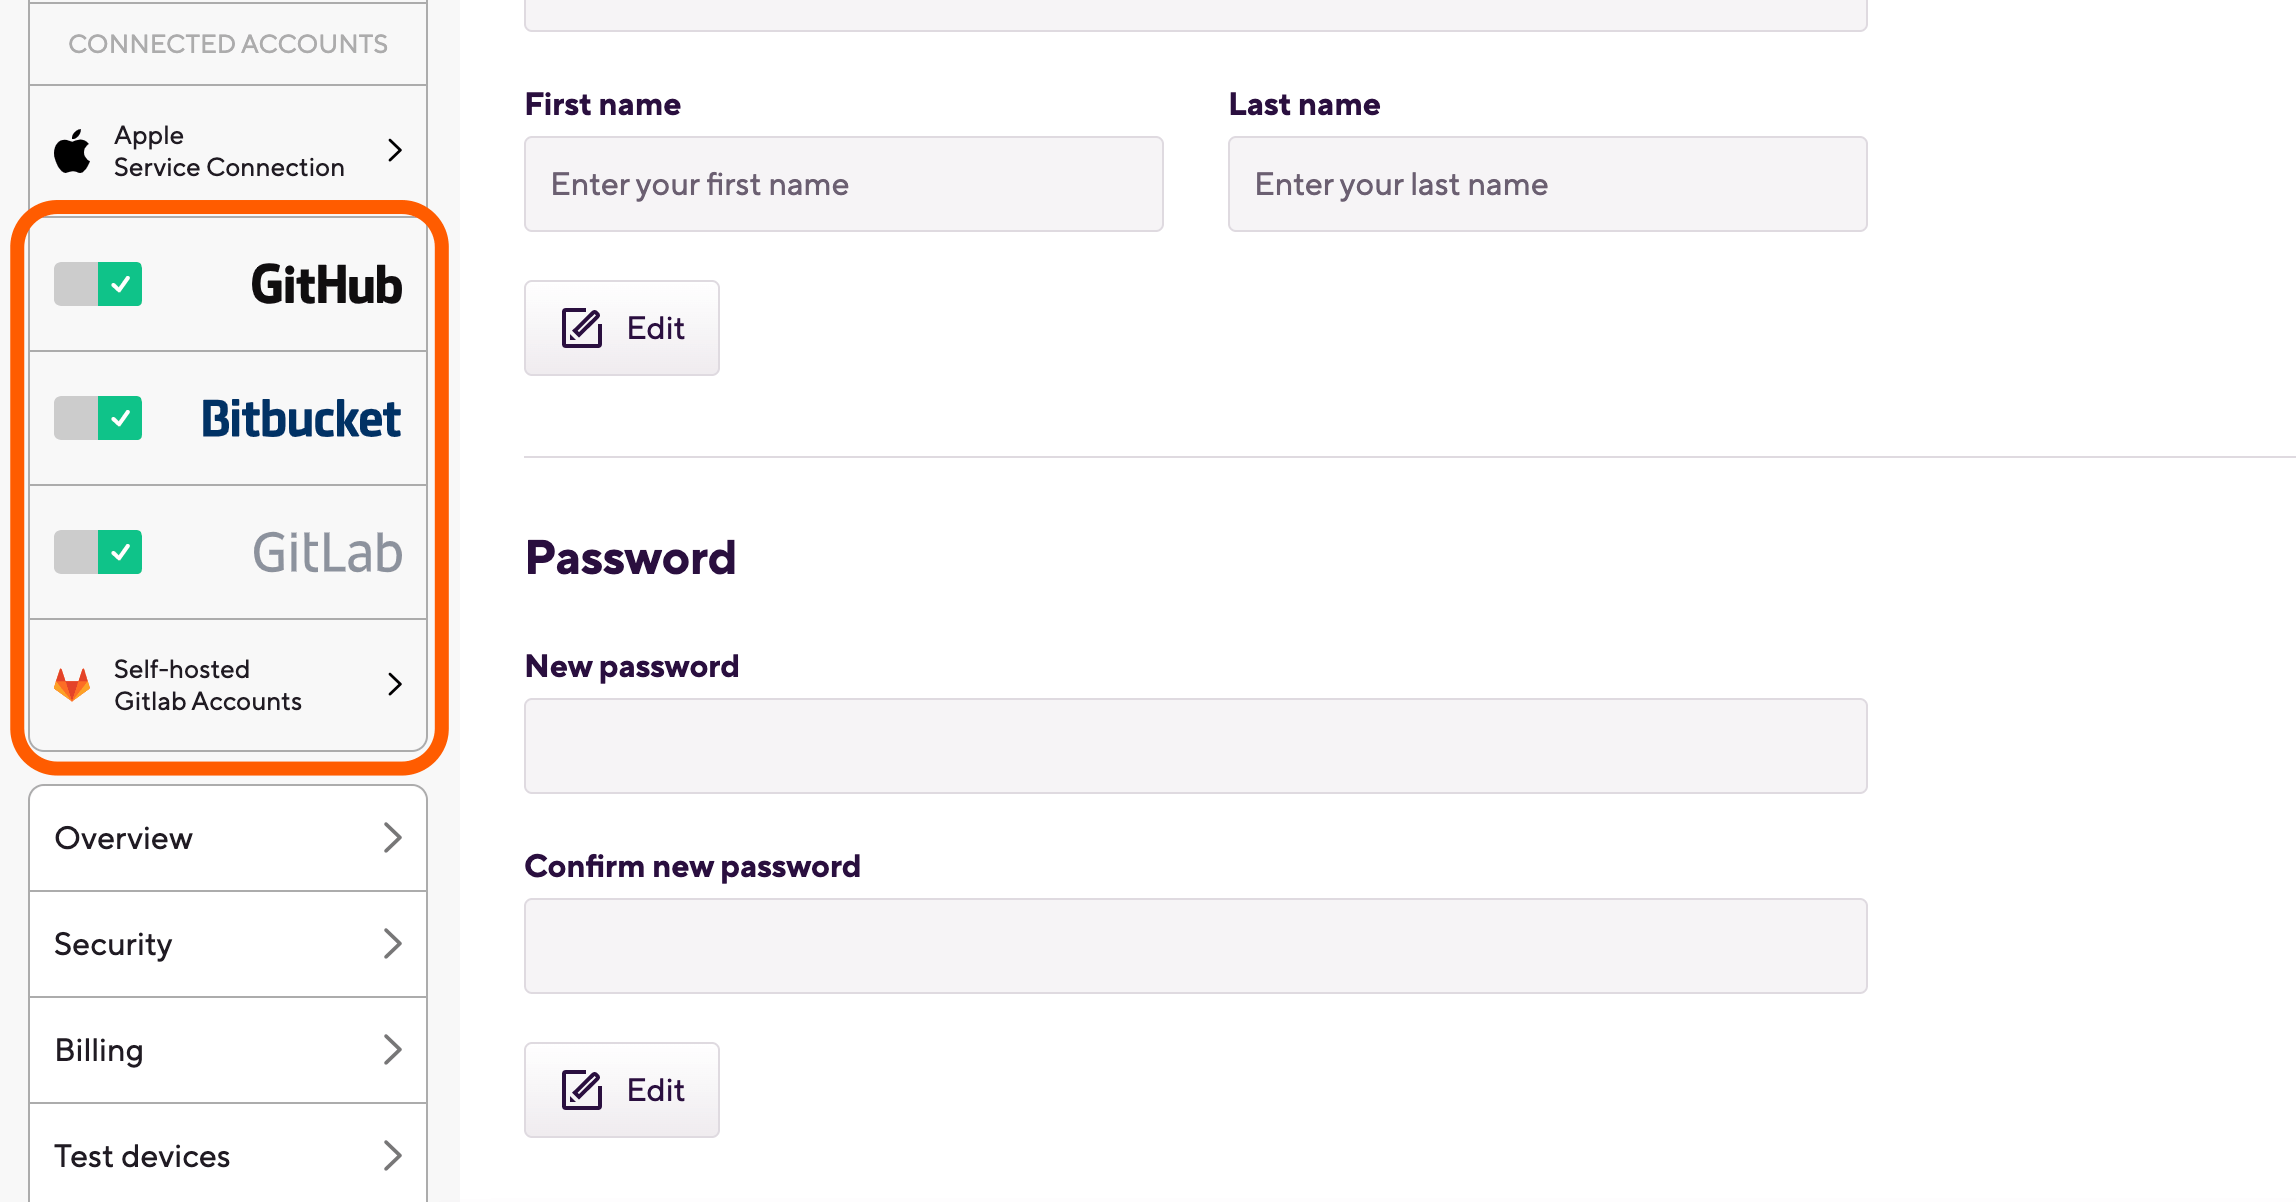 CONNECTED ACCOUNTS
Apple
Service Connection
GitHub
Bitbucket
GitLab
Self-hosted
Gitlab Accounts
Overview
Security
Billing
Test devices
First name
Last name
Enter your first name
Enter your last name
Edit
Password
New password
Confirm new password
Edit